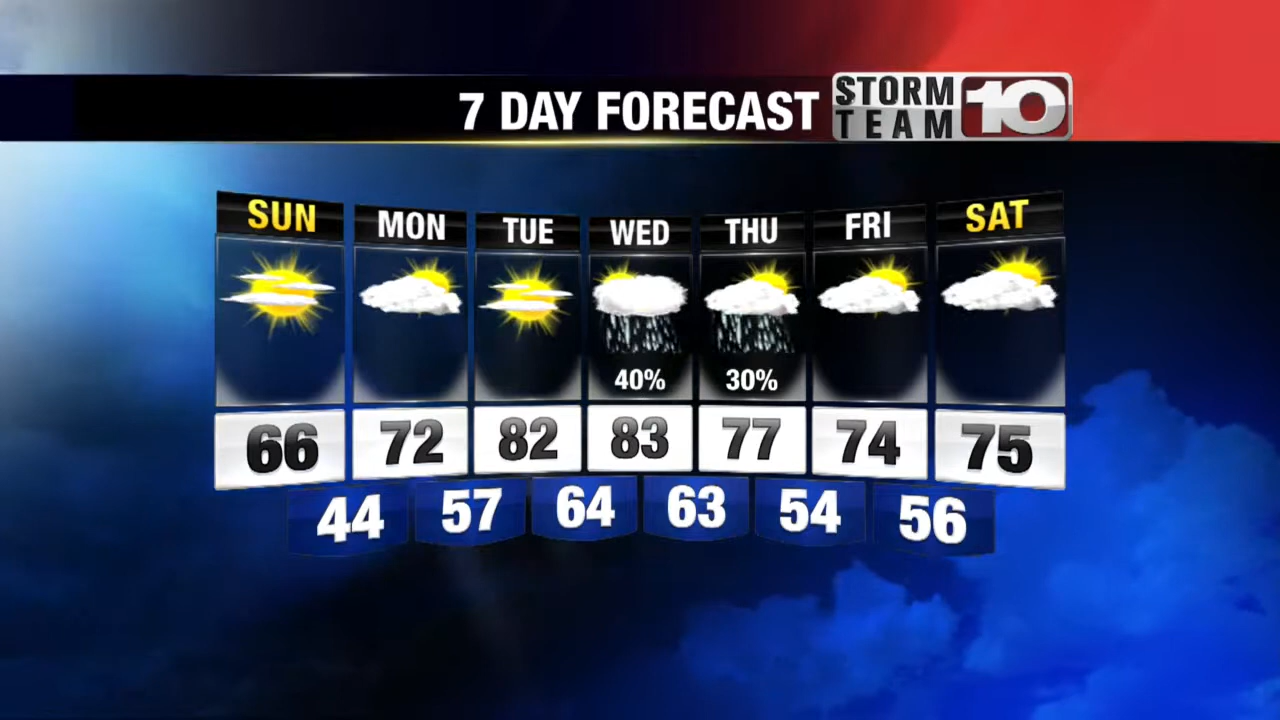 7 DAY FORECAST
STORM TEAM 10
SUN MON TUE WED THU FRI SAT
40% 30%
66 72 82 83 77 74 75
44 57 64 63 54 56